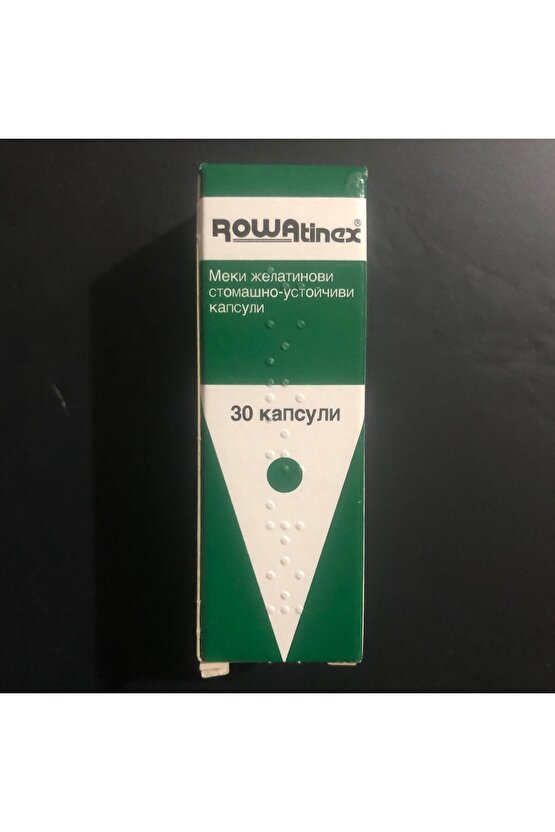 ROWAtinex®
Меки желатинови
стомашно-устойчиви
капсули
30 капсули